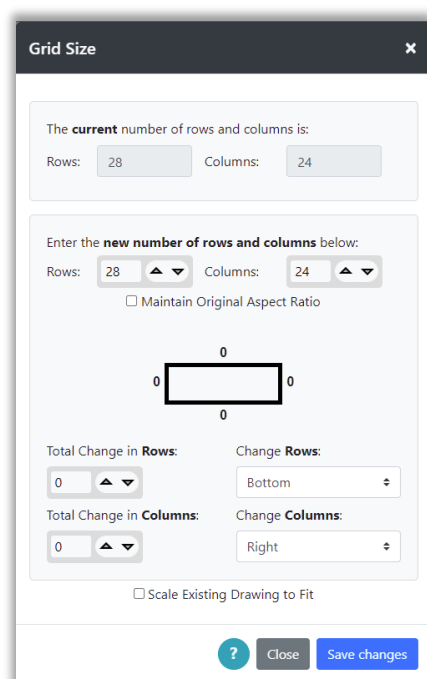 Grid Size ×
The current number of rows and columns is:
Rows: 28 Columns: 24
Enter the new number of rows and columns below:
Rows: 28 Columns: 24
Maintain Original Aspect Ratio
0
0 0
0
Total Change in Rows: Change Rows:
0 Bottom
Total Change in Columns: Change Columns:
0 Right
Scale Existing Drawing to Fit
? Close Save changes